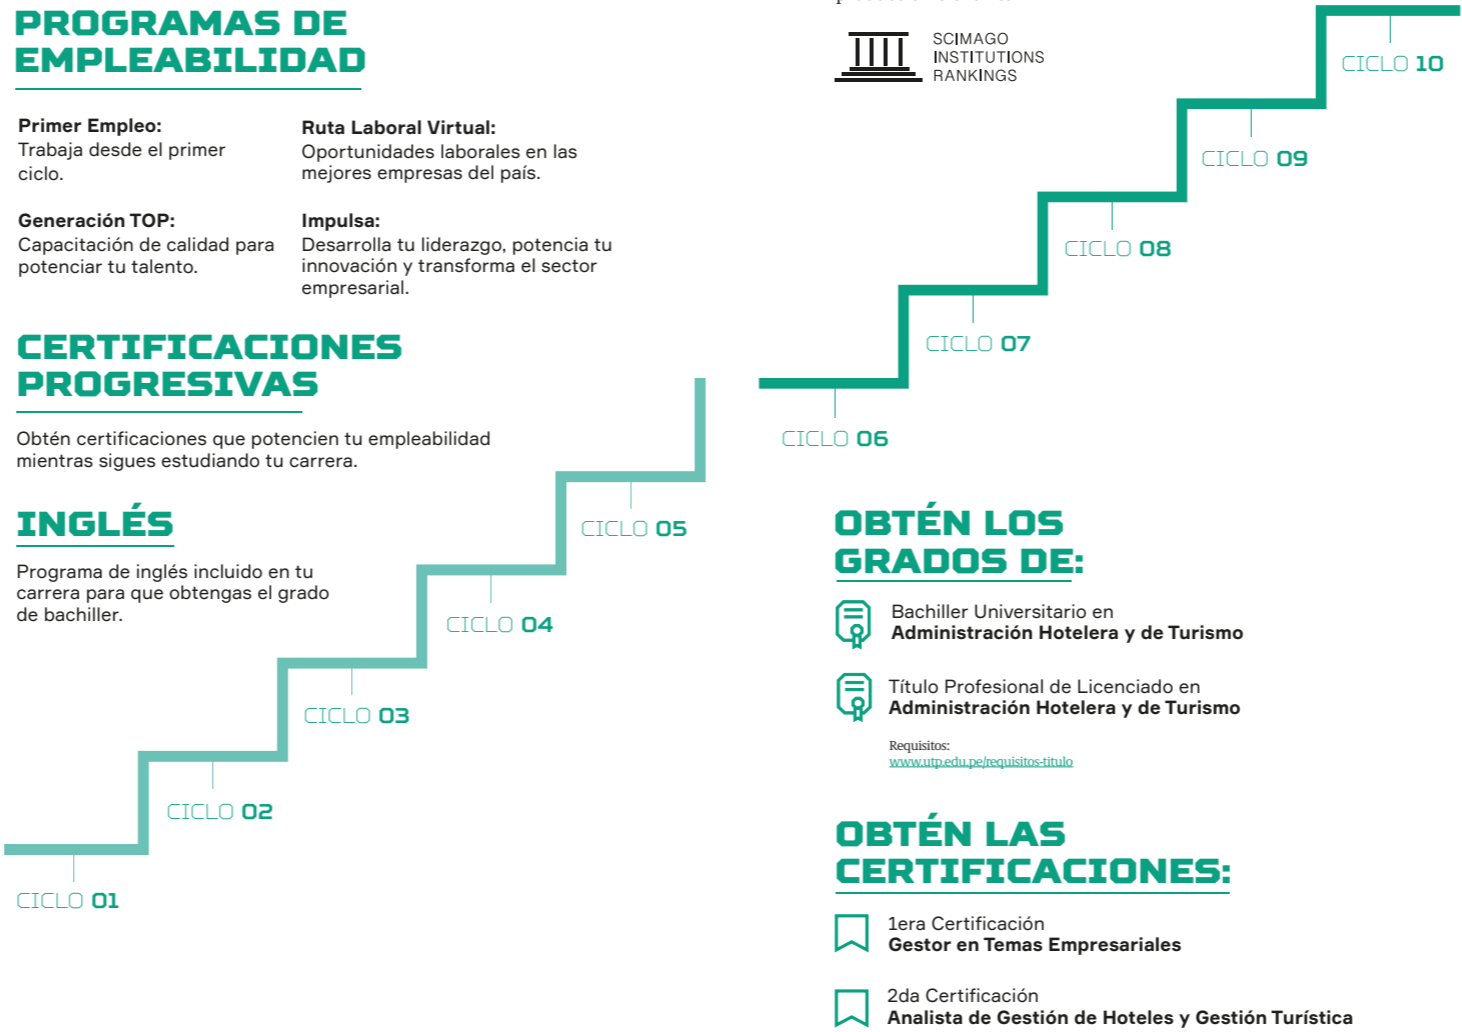 PROGRAMAS DE
EMPLEABILIDAD
Primer Empleo:
Trabaja desde el primer
ciclo.
Ruta Laboral Virtual:
Oportunidades laborales en las
mejores empresas del país.
Generación TOP:
Capacitación de calidad para
potenciar tu talento.
Impulsa:
Desarrolla tu liderazgo, potencia tu
innovación y transforma el sector
empresarial.
CERTIFICACIONES
PROGRESIVAS
Obtén certificaciones que potencien tu empleabilidad
mientras sigues estudiando tu carrera.
INGLÉS
Programa de inglés incluido en tu
carrera para que obtengas el grado
de bachiller.
CICLO 01
CICLO 02
CICLO 03
CICLO 04
CICLO 05
SCIMAGO
INSTITUTIONS
RANKINGS
CICLO 06
CICLO 07
CICLO 08
CICLO 09
CICLO 10
OBTÉN LOS
GRADOS DE:
Bachiller Universitario en
Administración Hotelera y de Turismo
Título Profesional de Licenciado en
Administración Hotelera y de Turismo
Requisitos:
www.utp.edu.pe/requisitos-titulo
OBTÉN LAS
CERTIFICACIONES:
1era Certificación
Gestor en Temas Empresariales
2da Certificación
Analista de Gestión de Hoteles y Gestión Turística